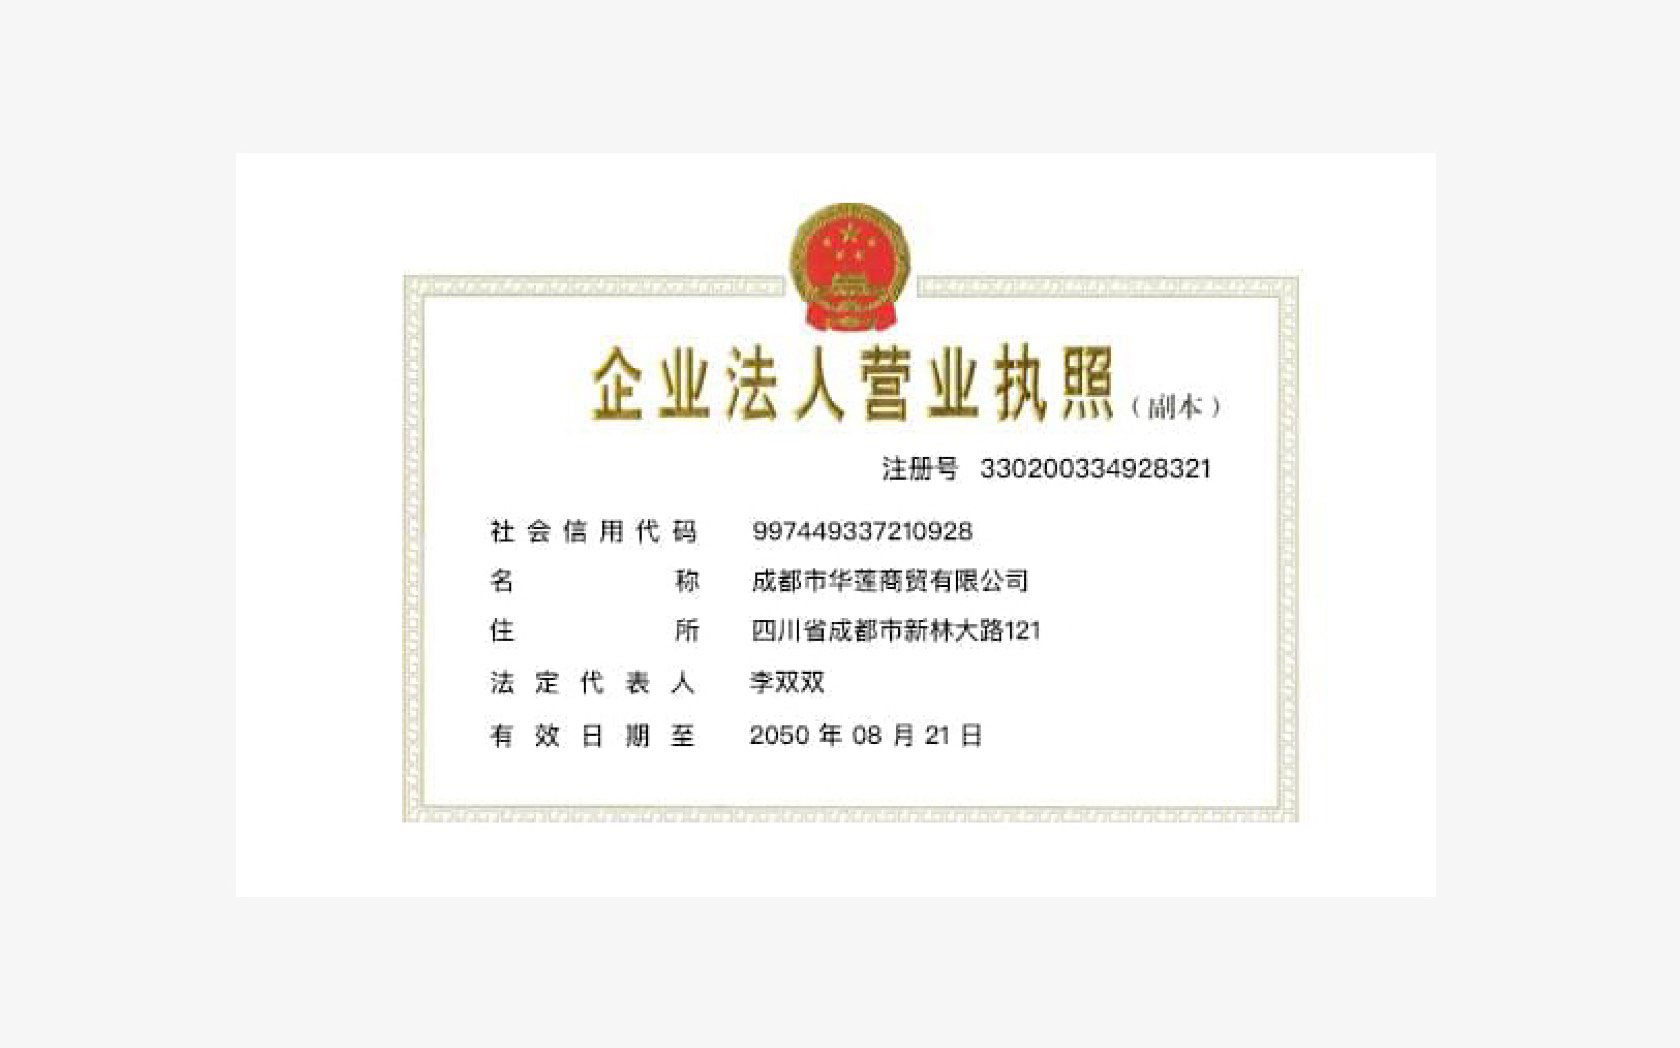 企业法人营业执照（副本）
注册号 330200334928321
社会信用代码 997449337210928
名称 成都市华莲商贸有限公司
住所 四川省成都市新林大路121
法定代表人 李双双
有效日期至 2050 年 08 月 21 日